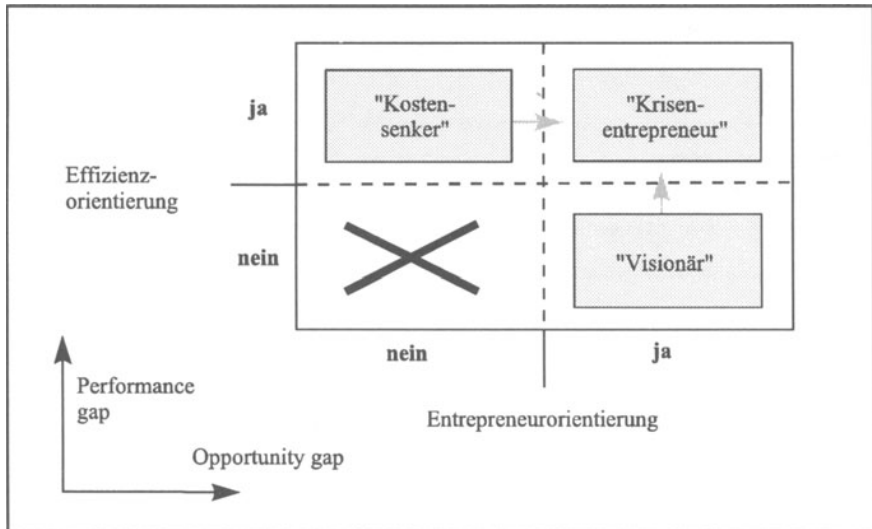 ja
"Kosten-
senker"
"Krisen-
entrepreneur"
Effizienz-
orientierung
nein
"Visionär"
nein
ja
Performance
gap
Entrepreneurorientierung
Opportunity gap